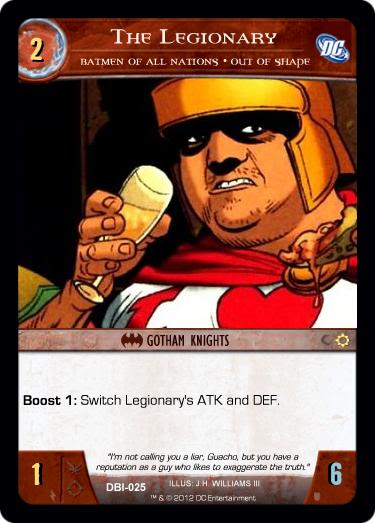 2
THE LEGIONARY
DC
BATMEN OF ALL NATIONS • OUT OF SHAPE
GOTHAM KNIGHTS
Boost 1: Switch Legionary's ATK and DEF.
"I'm not calling you a liar, Guacho, but you have a
reputation as a guy who likes to exaggerate the truth."
1
DBI-025
ILLUS: J.H. WILLIAMS III
6
™ & © 2012 DC Entertainment